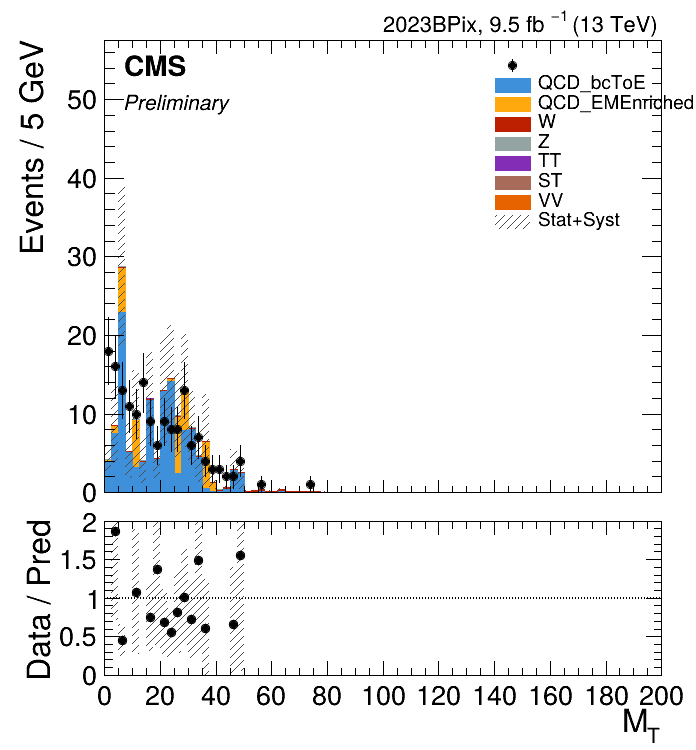 2023BPix, 9.5 fb⁻¹ (13 TeV)
CMS
Preliminary
QCD_bcToE
QCD_EMEnriched
W
Z
TT
ST
VV
Stat+Syst
Events / 5 GeV
50
40
30
20
10
0
Data / Pred
2
1.5
1
0.5
0
0 20 40 60 80 100 120 140 160 180 200
M_T